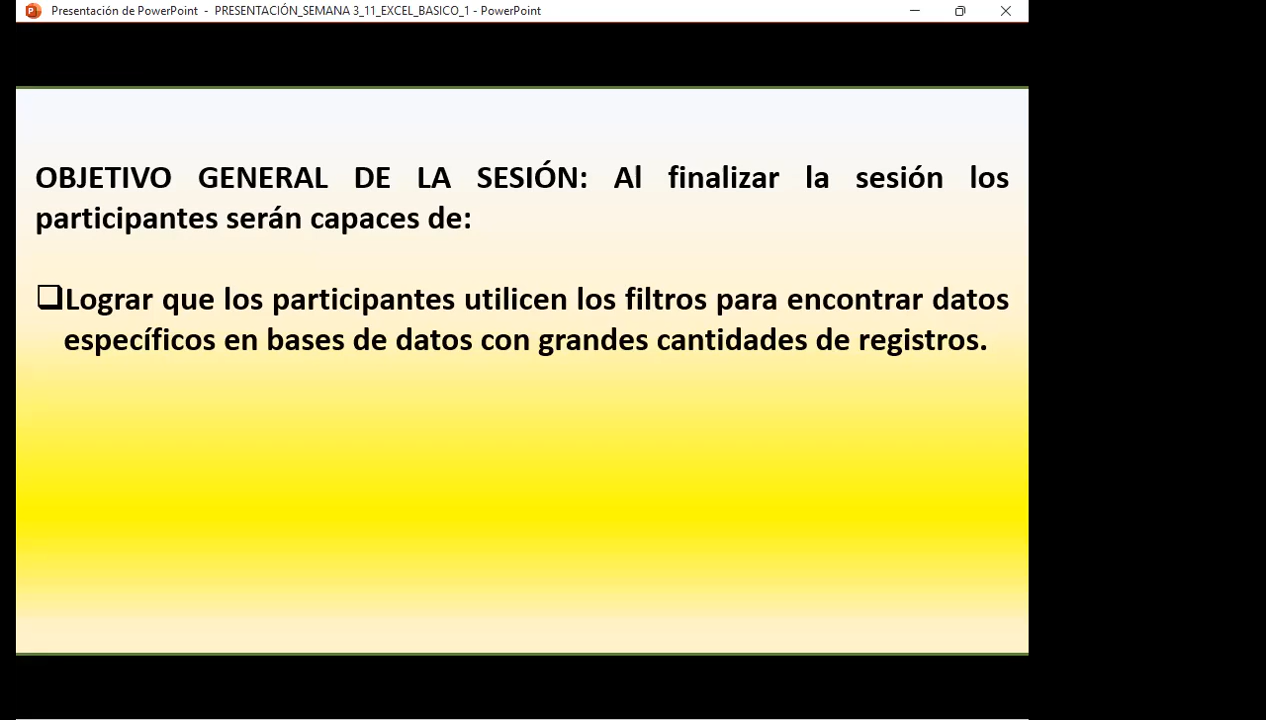 Presentación de PowerPoint - PRESENTACIÓN_SEMANA 3_11_EXCEL_BASICO_1 - PowerPoint
OBJETIVO GENERAL DE LA SESIÓN: Al finalizar la sesión los
participantes serán capaces de:
❑Lograr que los participantes utilicen los filtros para encontrar datos
específicos en bases de datos con grandes cantidades de registros.